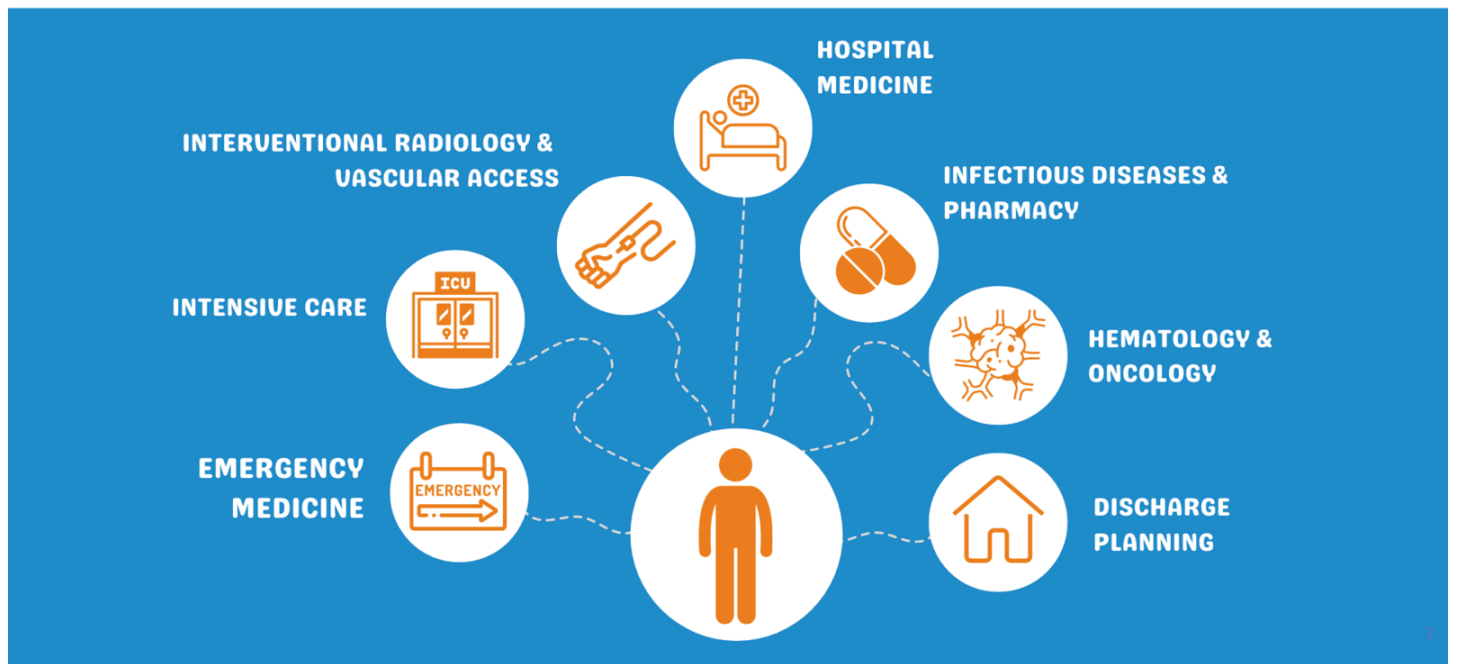 HOSPITAL
MEDICINE
INTERVENTIONAL RADIOLOGY &
VASCULAR ACCESS
INFECTIOUS DISEASES &
PHARMACY
ICU
INTENSIVE CARE
HEMATOLOGY &
ONCOLOGY
EMERGENCY
MEDICINE
EMERGENCY
DISCHARGE
PLANNING